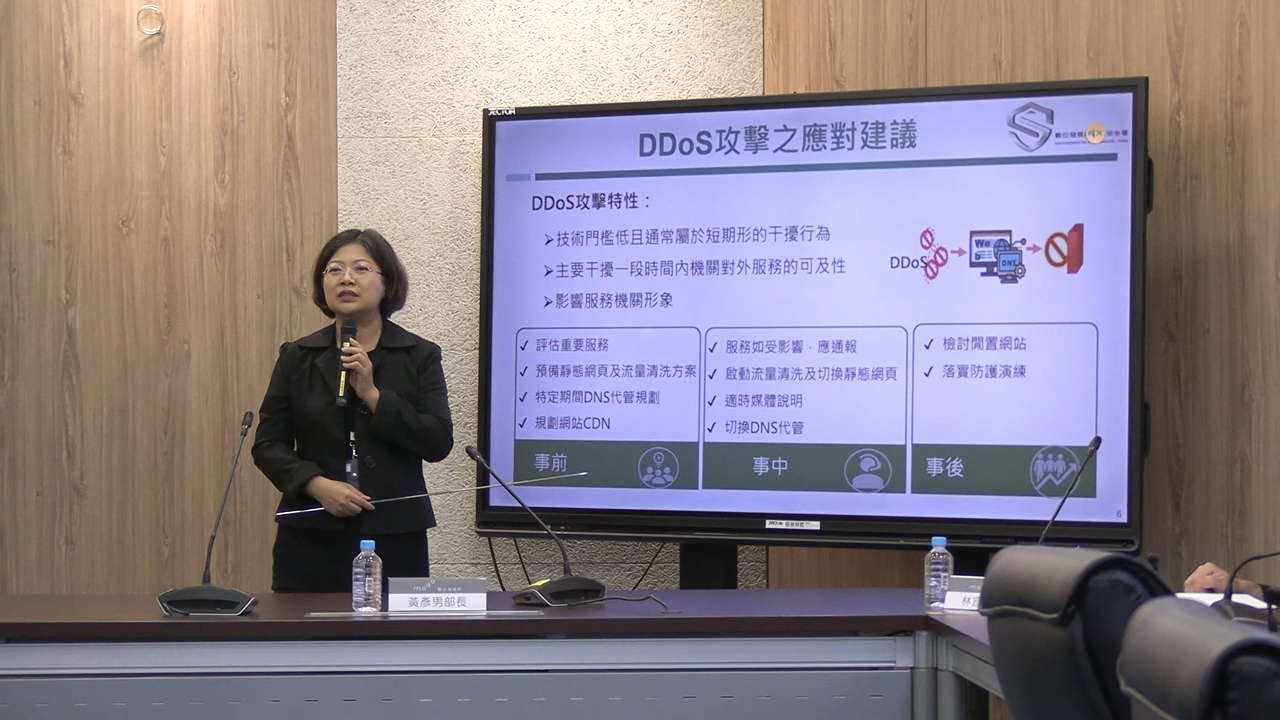 VECTOR
DDoS攻擊之應對建議
DDoS攻擊特性：
技術門檻低且通常屬於短期形的干擾行為
主要干擾一段時間內機關對外服務的可及性
影響服務機關形象
DDoS
We
DNS
評估重要服務
預備靜態網頁及流量清洗方案
特定期間DNS代管規劃
規劃網站CDN
事前
服務如受影響，應通報
啟動流量清洗及切換靜態網頁
適時媒體說明
切換DNS代管
事中
檢討閒置網站
落實防護演練
事後
6
黃彥男部長
林宜